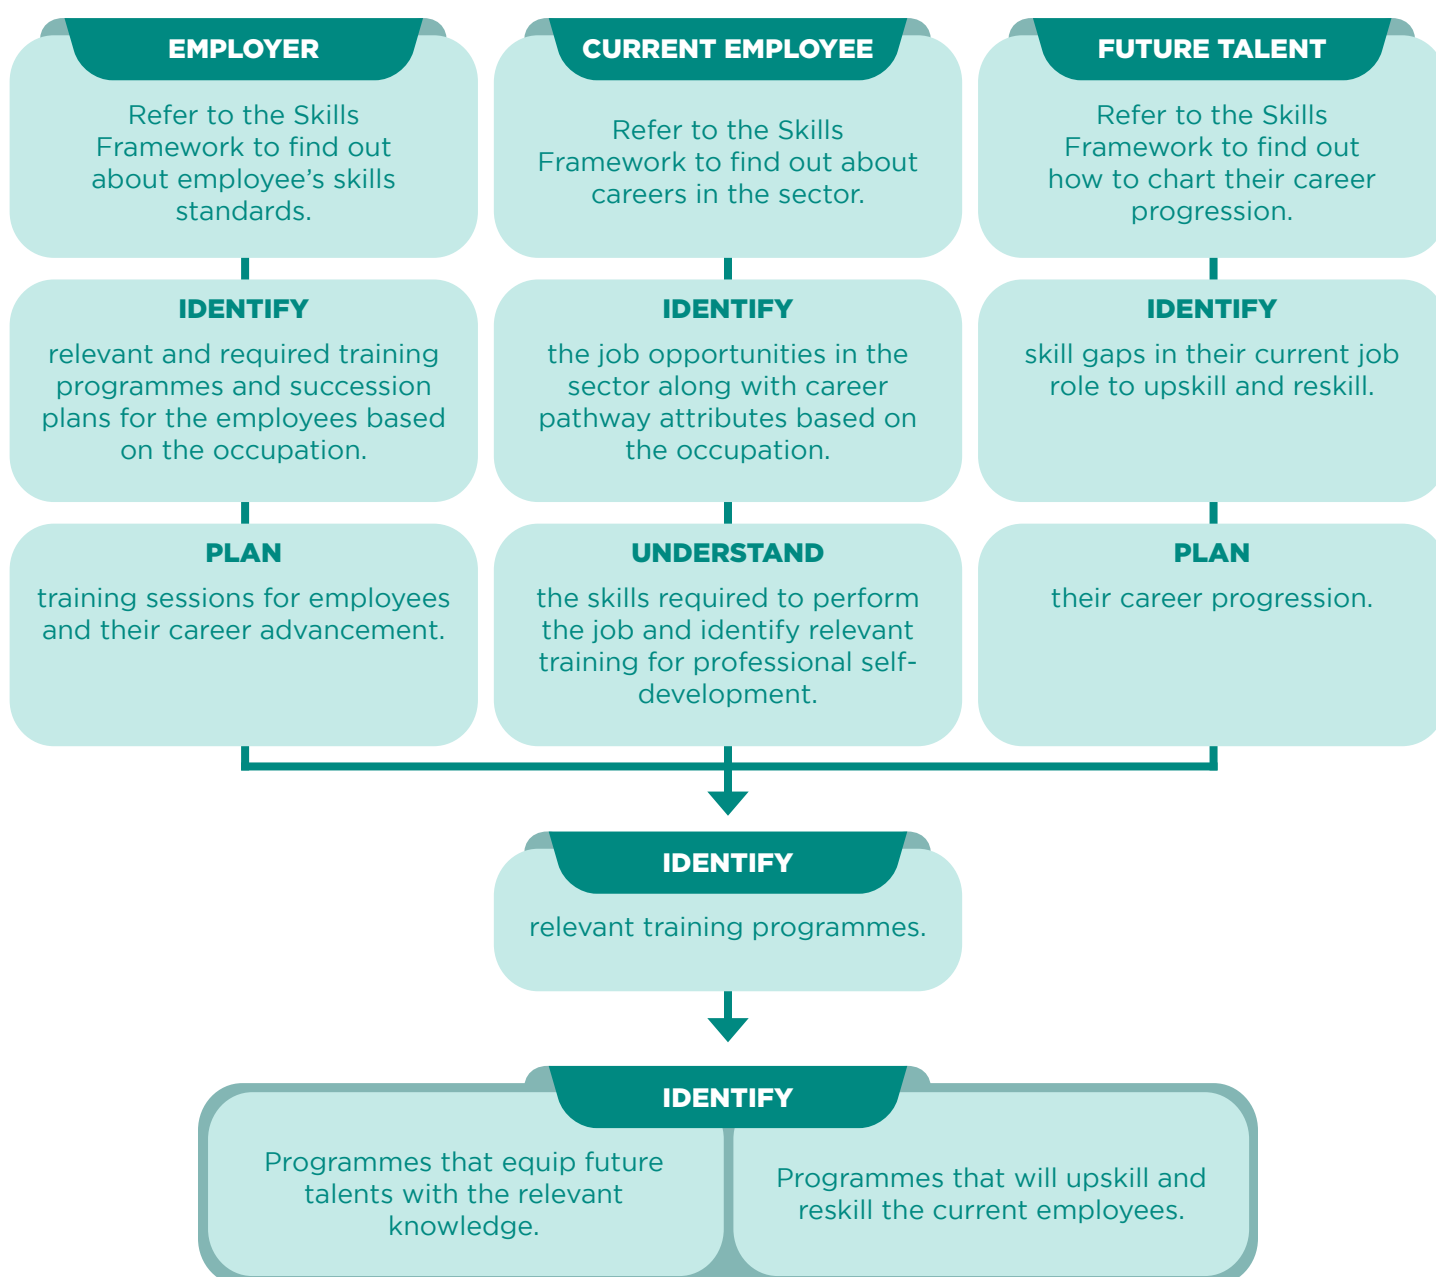 EMPLOYER
Refer to the Skills
Framework to find out
about employee’s skills
standards.
IDENTIFY
relevant and required training
programmes and succession
plans for the employees based
on the occupation.
PLAN
training sessions for employees
and their career advancement.
CURRENT EMPLOYEE
Refer to the Skills
Framework to find out about
careers in the sector.
IDENTIFY
the job opportunities in the
sector along with career
pathway attributes based on
the occupation.
UNDERSTAND
the skills required to perform
the job and identify relevant
training for professional self-
development.
FUTURE TALENT
Refer to the Skills
Framework to find out
how to chart their career
progression.
IDENTIFY
skill gaps in their current job
role to upskill and reskill.
PLAN
their career progression.
IDENTIFY
relevant training programmes.
IDENTIFY
Programmes that equip future
talents with the relevant
knowledge.
Programmes that will upskill and
reskill the current employees.